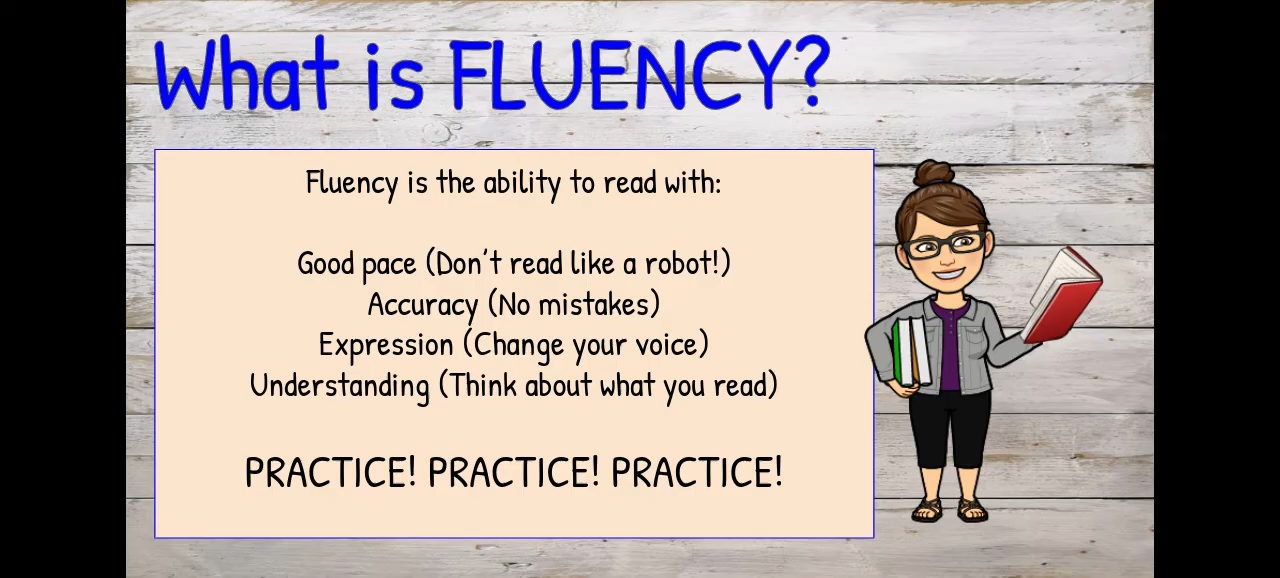 What is FLUENCY?
Fluency is the ability to read with:
Good pace (Don't read like a robot!)
Accuracy (No mistakes)
Expression (Change your voice)
Understanding (Think about what you read)
PRACTICE! PRACTICE! PRACTICE!